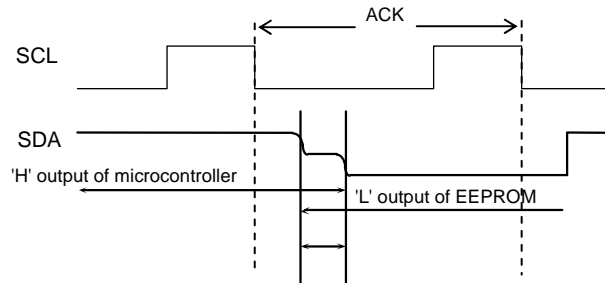 ACK
SCL
SDA
'H' output of microcontroller
'L' output of EEPROM